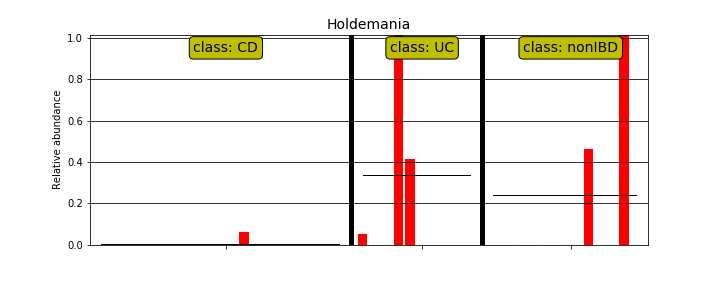 Holdemania
class: CD
class: UC
class: nonIBD
Relative abundance
1.0
0.8
0.6
0.4
0.2
0.0